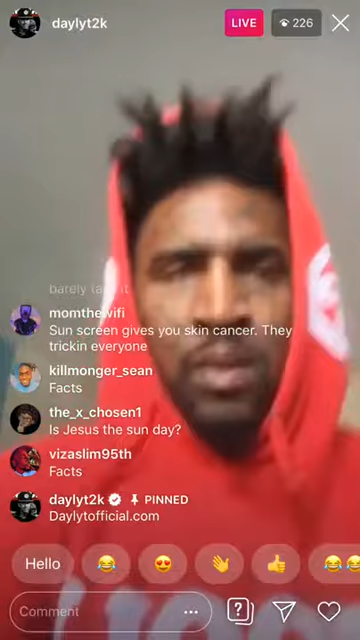 daylyt2k
LIVE
226
momthewifi
Sun screen gives you skin cancer. They
trickin everyone
killmonger_sean
Facts
the_x_chosen1
Is Jesus the sun day?
vizaslim95th
Facts
daylyt2k PINNED
Daylytofficial.com
Hello
Comment